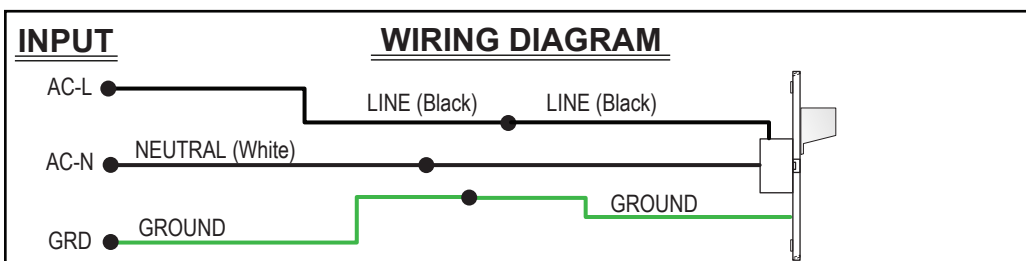 INPUT
WIRING DIAGRAM
AC-L
LINE (Black)
LINE (Black)
AC-N
NEUTRAL (White)
GROUND
GRD
GROUND